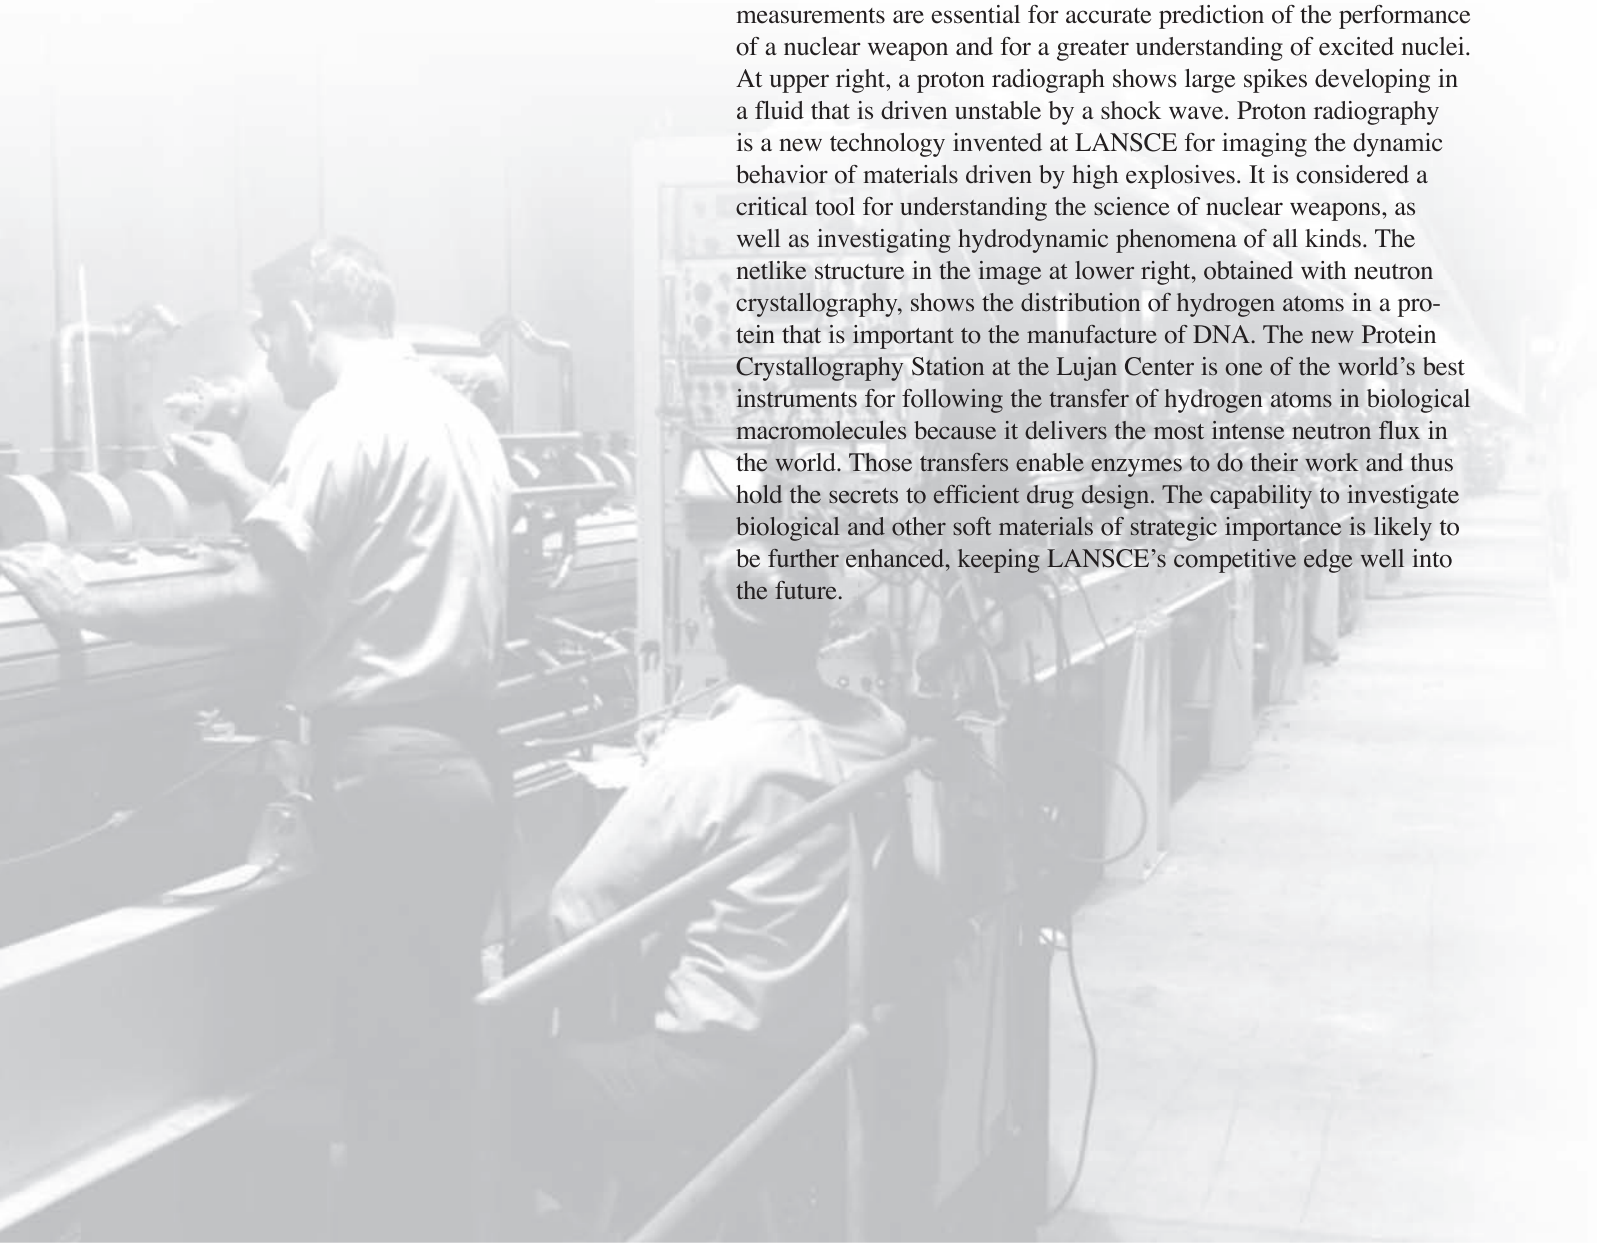 measurements are essential for accurate prediction of the performance
of a nuclear weapon and for a greater understanding of excited nuclei.
At upper right, a proton radiograph shows large spikes developing in
a fluid that is driven unstable by a shock wave. Proton radiography
is a new technology invented at LANSCE for imaging the dynamic
behavior of materials driven by high explosives. It is considered a
critical tool for understanding the science of nuclear weapons, as
well as investigating hydrodynamic phenomena of all kinds. The
netlike structure in the image at lower right, obtained with neutron
crystallography, shows the distribution of hydrogen atoms in a pro-
tein that is important to the manufacture of DNA. The new Protein
Crystallography Station at the Lujan Center is one of the world’s best
instruments for following the transfer of hydrogen atoms in biological
macromolecules because it delivers the most intense neutron flux in
the world. Those transfers enable enzymes to do their work and thus
hold the secrets to efficient drug design. The capability to investigate
biological and other soft materials of strategic importance is likely to
be further enhanced, keeping LANSCE’s competitive edge well into
the future.